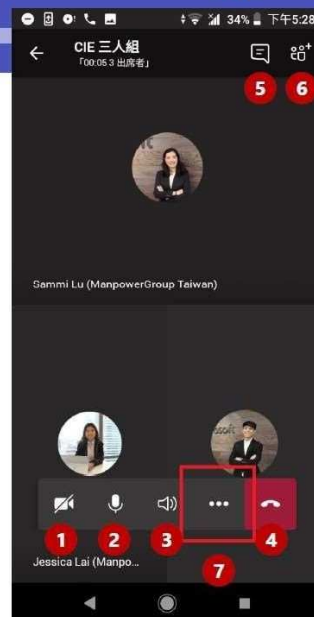 34% 下午5:28
CIE 三人組
「00:05 3 出席者」
5 6
Sammi Lu (ManpowerGroup Taiwan)
1 2 3 4
Jessica Lai (Manpo...
7